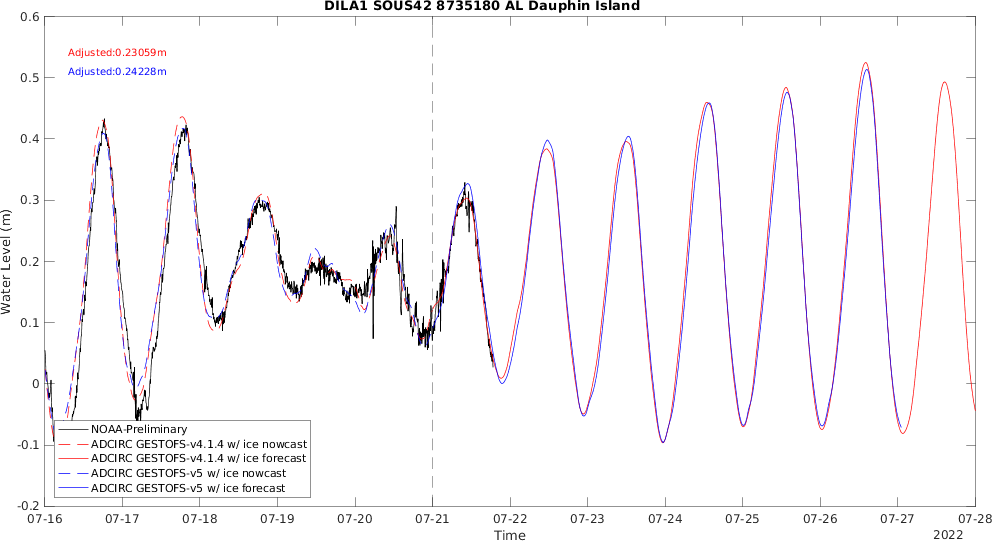 DILA1 SOUS42 8735180 AL Dauphin Island
Adjusted:0.23059m
Adjusted:0.24228m
0.6
0.5
0.4
0.3
0.2
0.1
0
-0.1
-0.2
Water Level (m)
NOAA-Preliminary
ADCIRC GESTOFS-v4.1.4 w/ ice nowcast
ADCIRC GESTOFS-v4.1.4 w/ ice forecast
ADCIRC GESTOFS-v5 w/ ice nowcast
ADCIRC GESTOFS-v5 w/ ice forecast
07-16 07-17 07-18 07-19 07-20 07-21 07-22 07-23 07-24 07-25 07-26 07-27 07-28
Time
2022